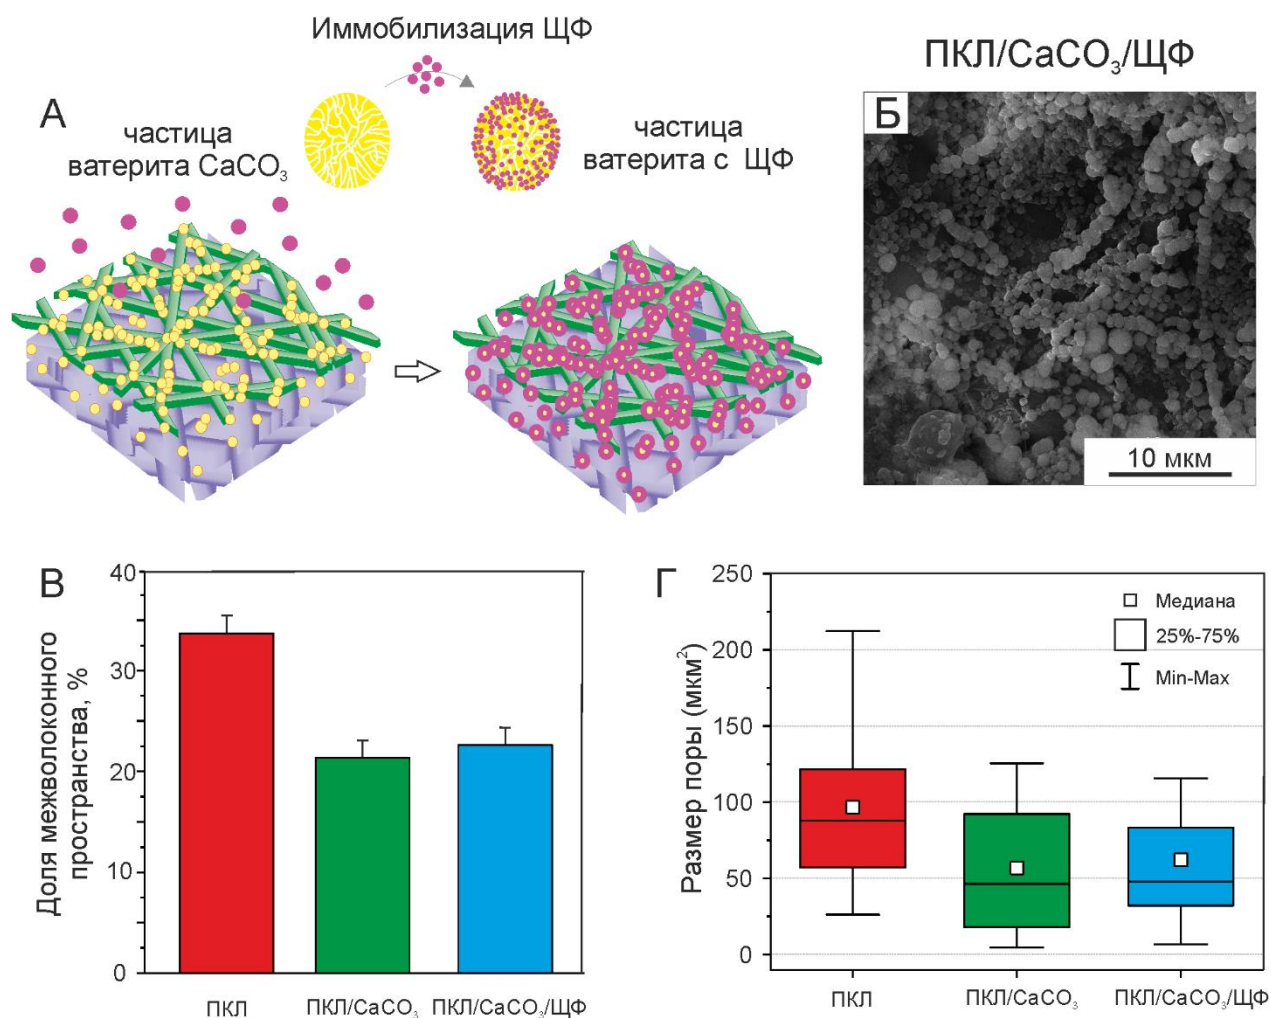 Иммобилизация ЩФ
А
частица
ватерита CaCO₃
частица
ватерита с ЩФ
ПКЛ/CaCO₃/ЩФ
Б
10 мкм
В
Доля межволоконного
пространства, %
40
30
20
10
0
ПКЛ
ПКЛ/CaCO₃
ПКЛ/CaCO₃/ЩФ
Г
Размер поры (мкм²)
250
200
150
100
50
0
Медиана
25%-75%
Min-Max
ПКЛ
ПКЛ/CaCO₃
ПКЛ/CaCO₃/ЩФ